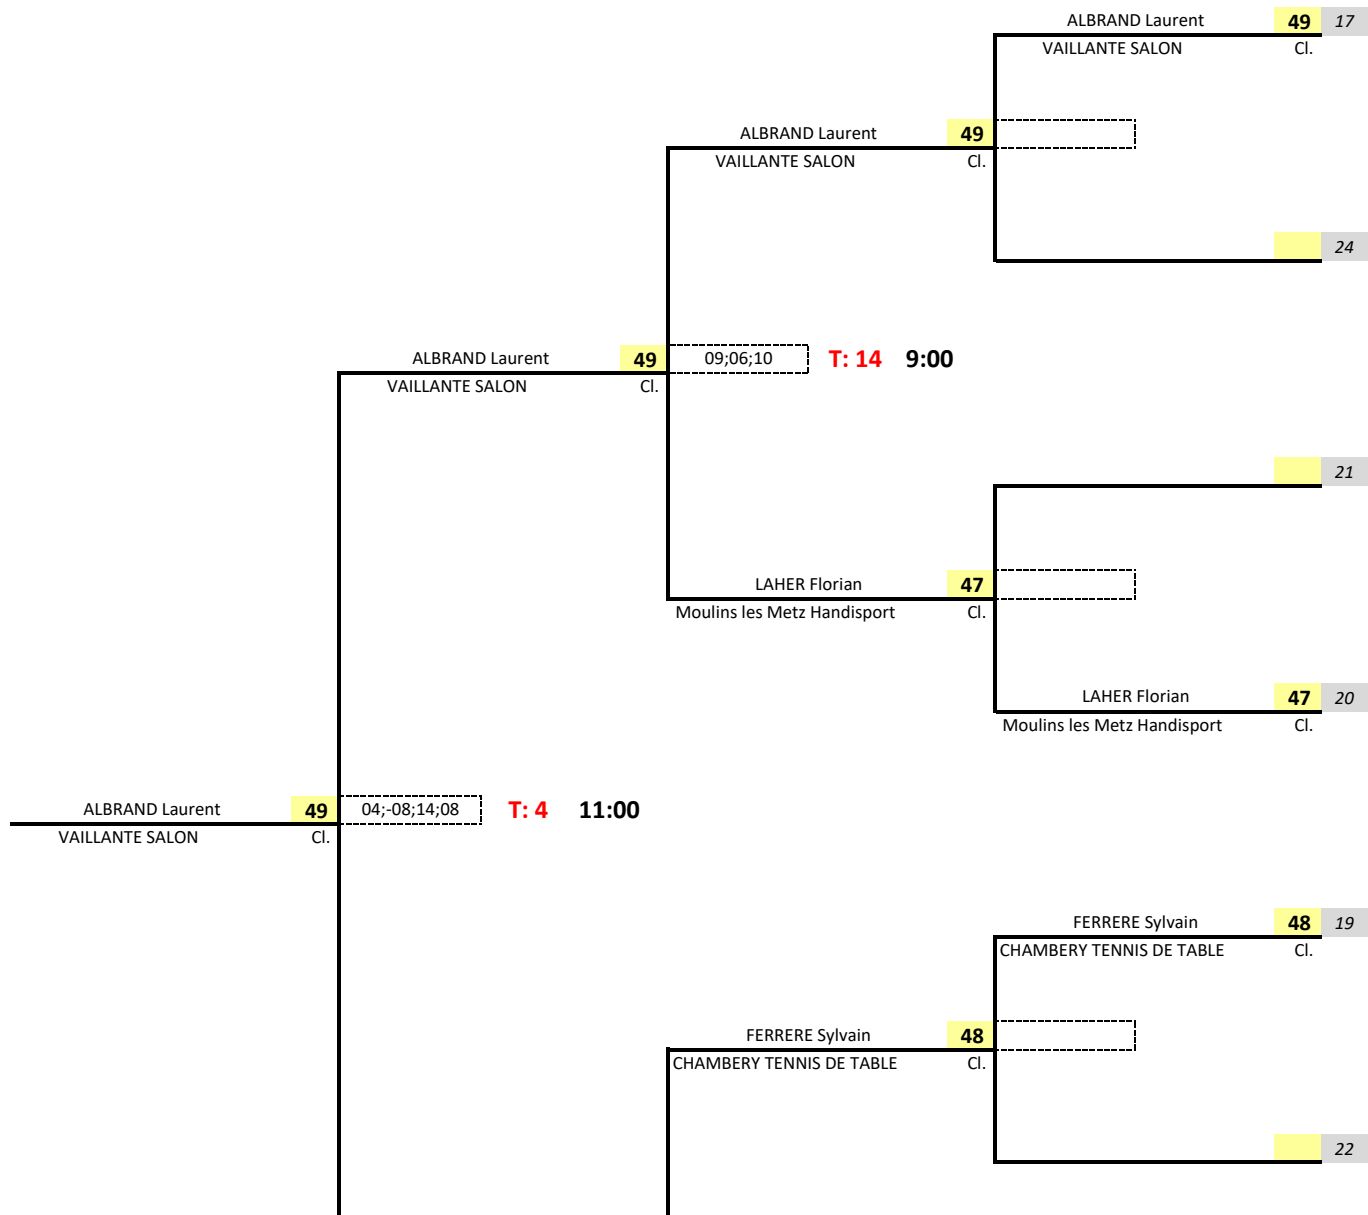 ALBRAND Laurent 49 17
VAILLANTE SALON Cl.
ALBRAND Laurent 49
VAILLANTE SALON Cl.
24
ALBRAND Laurent 49 09;06;10 T: 14 9:00
VAILLANTE SALON Cl.
21
LAHER Florian 47
Moulins les Metz Handisport Cl.
LAHER Florian 47 20
Moulins les Metz Handisport Cl.
ALBRAND Laurent 49 04;-08;14;08 T: 4 11:00
VAILLANTE SALON Cl.
FERRERE Sylvain 48 19
CHAMBERY TENNIS DE TABLE Cl.
FERRERE Sylvain 48
CHAMBERY TENNIS DE TABLE Cl.
22